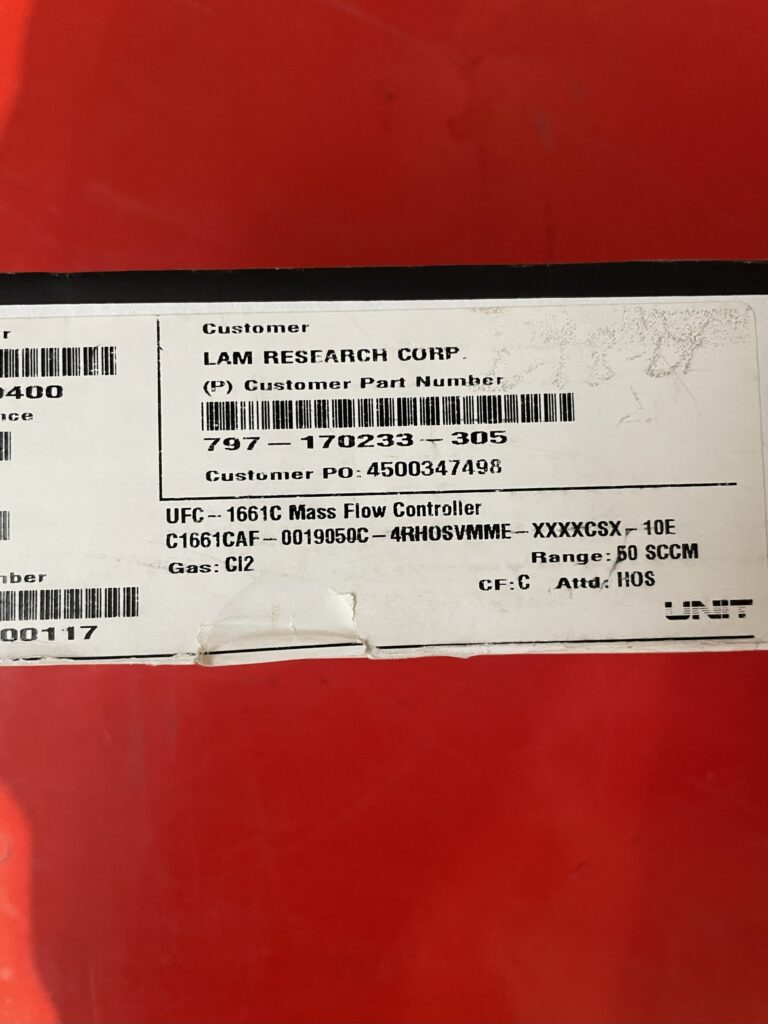 r
0400
nce
nber
00117
Customer
LAM RESEARCH CORP.
(P) Customer Part Number
797-170233-305
Customer PO: 4500347498
UFC-1661C Mass Flow Controller
C1661CAF-0019050C-4RHOSVMME-XXXXCSX-10E
Gas: Cl2
Range: 50 SCCM
CF: C Attd: HOS
UNIT